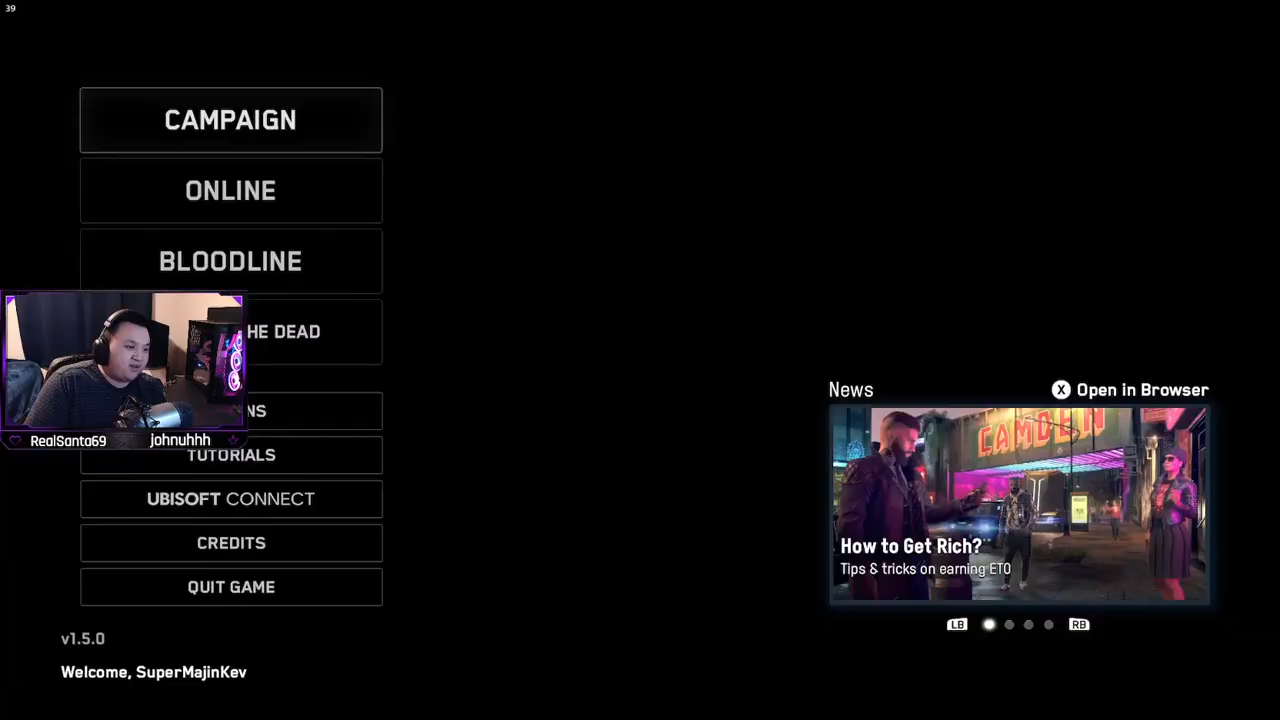 39
CAMPAIGN
ONLINE
BLOODLINE
HE DEAD
NS
TUTORIALS
UBISOFT CONNECT
CREDITS
QUIT GAME
v1.5.0
Welcome, SuperMajinKev
RealSanta69
jahnuhhh
News
X Open in Browser
CAMDEN
How to Get Rich?
Tips & tricks on earning ETO
LB
RB